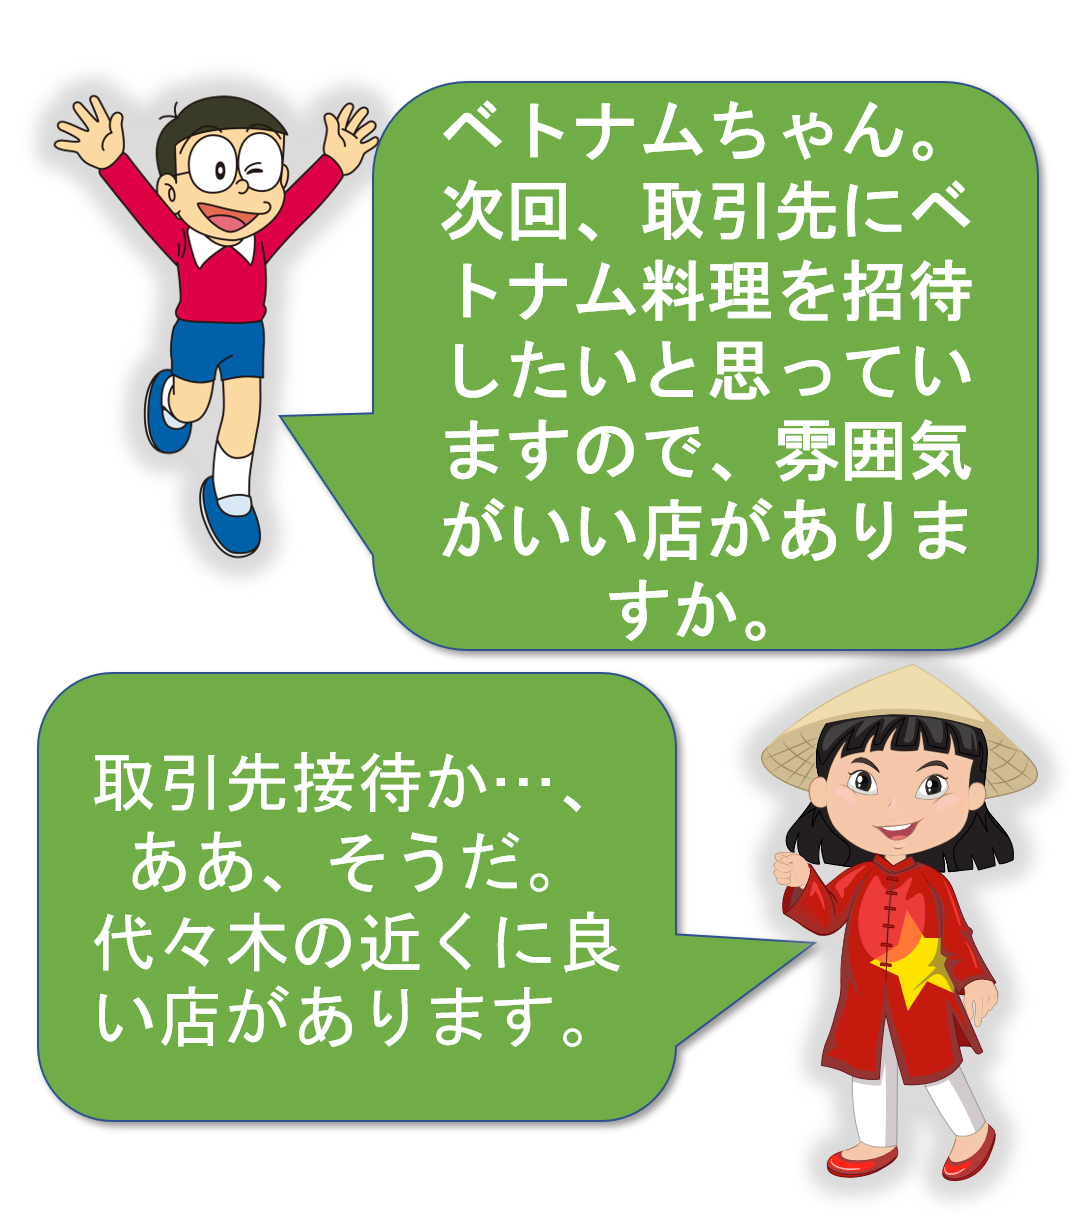 ベトナムちゃん。
次回、取引先にベ
トナム料理を招待
したいと思ってい
ますので、雰囲気
がいい店がありま
すか。
取引先接待か…、
ああ、そうだ。
代々木の近くに良
い店があります。